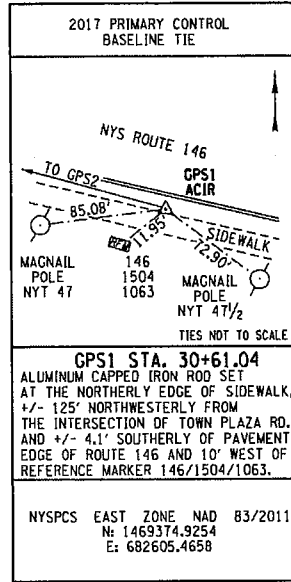 2017 PRIMARY CONTROL
BASELINE TIE
NYS ROUTE 146
TO GPS2
GPS1
ACIR
85.08'
RFM
11.95'
72.90'
SIDEWALK
MAGNAIL
POLE
NYT 47
146
1504
1063
MAGNAIL
POLE
NYT 47½
TIES NOT TO SCALE
GPS1 STA. 30+61.04
ALUMINUM CAPPED IRON ROD SET
AT THE NORTHERLY EDGE OF SIDEWALK,
+/- 125' NORTHWESTERLY FROM
THE INTERSECTION OF TOWN PLAZA RD.
AND +/- 4.1' SOUTHERLY OF PAVEMENT
EDGE OF ROUTE 146 AND 10' WEST OF
REFERENCE MARKER 146/1504/1063.
NYSPCS EAST ZONE NAD 83/2011
N: 1469374.9254
E: 682605.4658